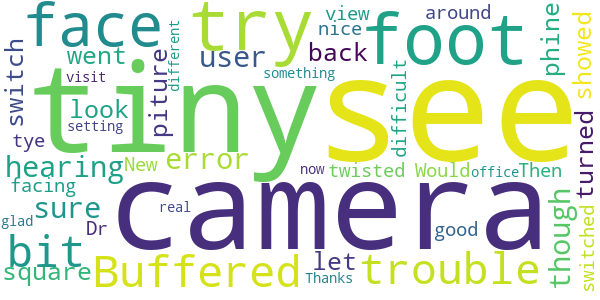 face try foot
view around
nice
switch piture went user back difficult different phine showed
visit something
tiny see
look
setting
tye error
hearing New twisted Would office Then turned
facing now
camera
sure real though switched
glad Dr good
bit let
square Buffered Thanks trouble